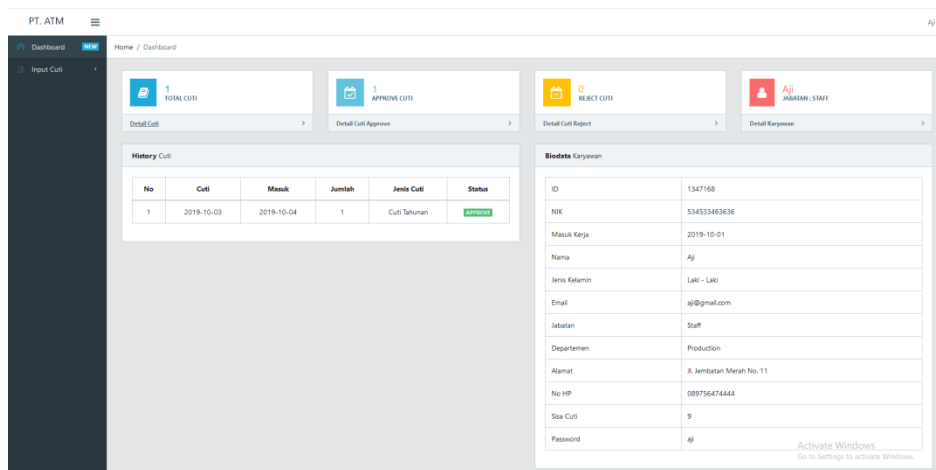 PT. ATM
Aji
Dashboard NEW
Input Cuti
Home / Dashboard
1
TOTAL CUTI
Detail Cuti
1
APPROVE CUTI
Detail Cuti Approve
0
REJECT CUTI
Detail Cuti Reject
Aji
JABATAN : STAFF
Detail Karyawan
History Cuti
No Cuti Masuk Jumlah Jenis Cuti Status
1 2019-10-03 2019-10-04 1 Cuti Tahunan APPROVE
Biodata Karyawan
ID 1347168
NIK 534533463636
Masuk Kerja 2019-10-01
Nama Aji
Jenis Kelamin Laki - Laki
Email aji@gmail.com
Jabatan Staff
Departemen Production
Alamat Jl. Jembatan Merah No. 11
No HP 089756474444
Sisa Cuti 9
Password aji
Activate Windows
Go to Settings to activate Windows.